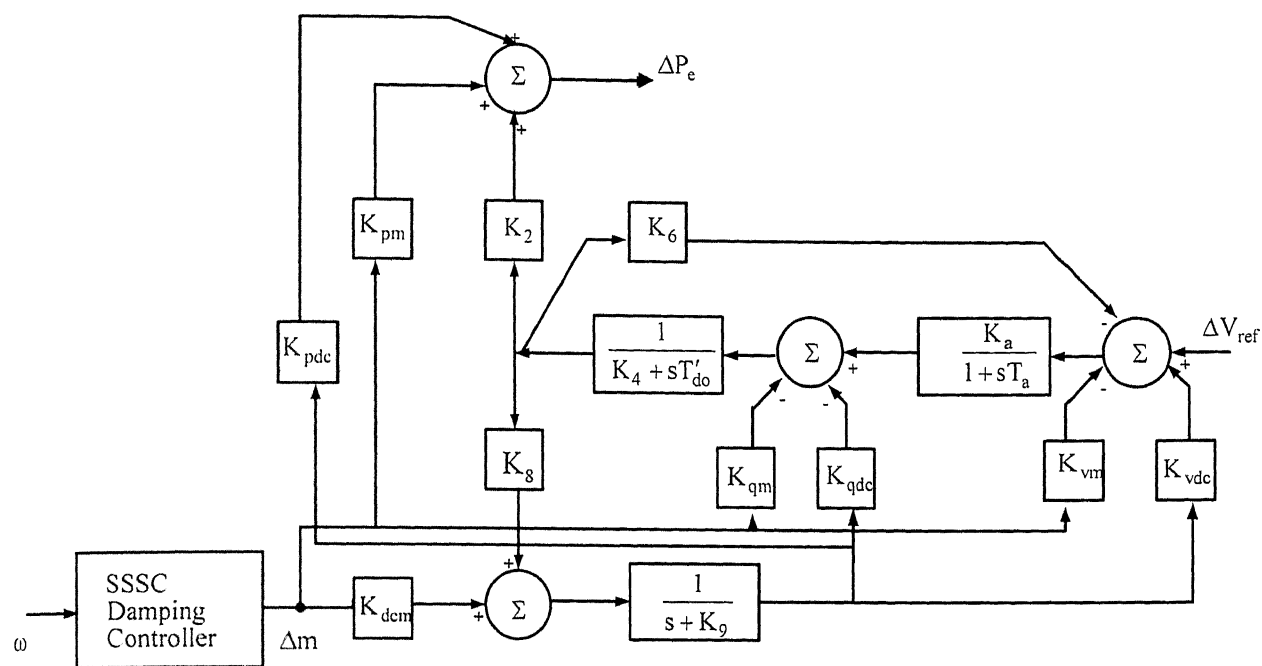 +
Σ
ΔPₑ
+
+
K_pm
K_2
K_6
K_pdc
1
K_4 + sT′_do
Σ
+
K_a
1 + sT_a
-
Σ
ΔV_ref
+
-
-
-
K_8
K_qm
K_qdc
K_vm
K_vdc
SSSC
Damping
Controller
ω
Δm
K_dcm
+
+
Σ
1
s + K_9